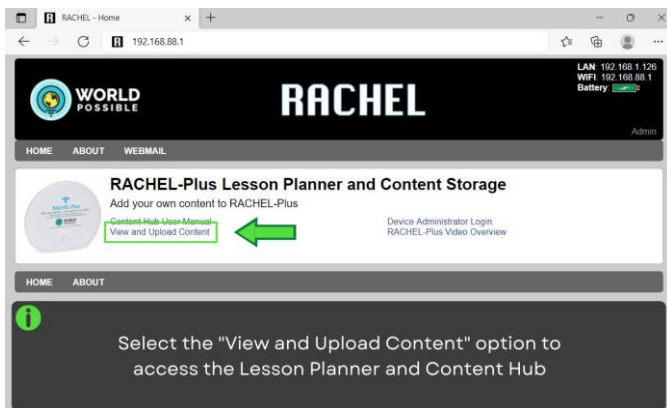 RACHEL - Home
192.168.88.1
WORLD
POSSIBLE
RACHEL
LAN: 192.168.1.126
WIFI: 192.168.88.1
Battery:
Admin
HOME ABOUT WEBMAIL
RACHEL-Plus Lesson Planner and Content Storage
Add your own content to RACHEL-Plus
Content Hub User Manual
View and Upload Content
Device Administrator Login
RACHEL-Plus Video Overview
HOME ABOUT
Select the "View and Upload Content" option to
access the Lesson Planner and Content Hub